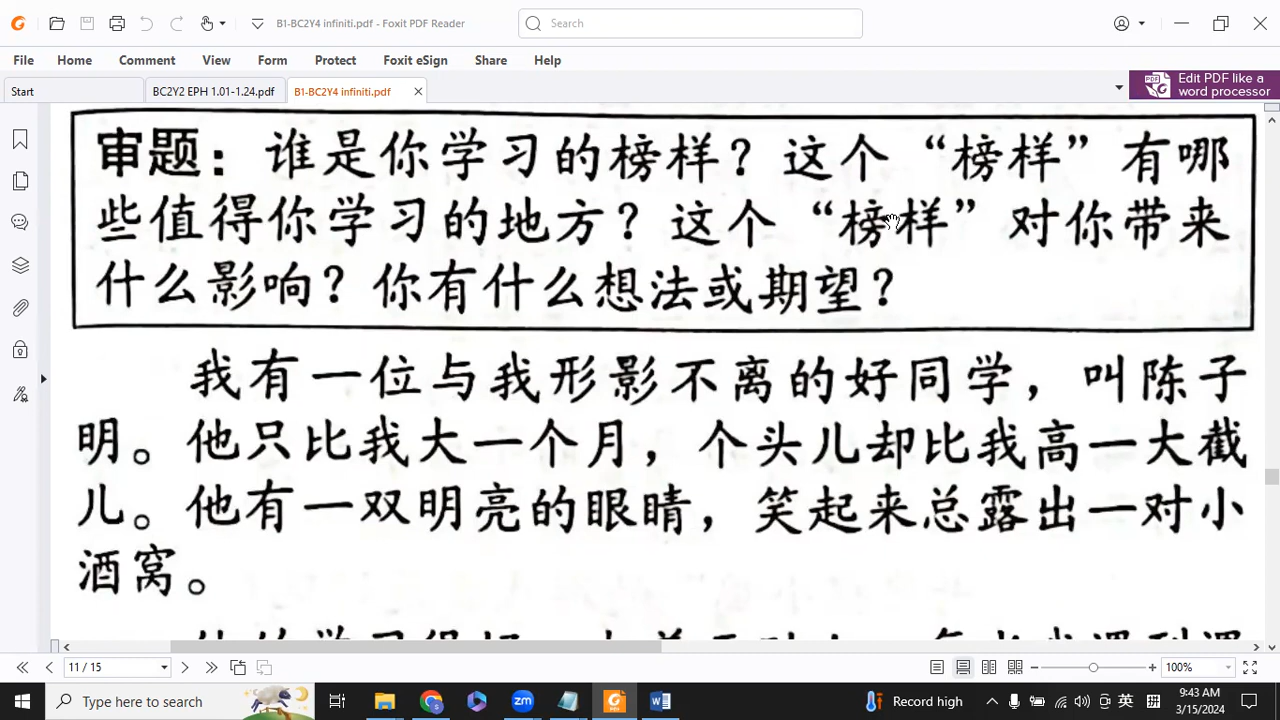 B1-BC2Y4 infiniti.pdf - Foxit PDF Reader
Search
File Home Comment View Form Protect Foxit eSign Share Help
Start BC2Y2 EPH 1.01-1.24.pdf B1-BC2Y4 infiniti.pdf
Edit PDF like a
word processor
审题：谁是你学习的榜样？这个“榜样”有哪
些值得你学习的地方？这个“榜样”对你带来
什么影响？你有什么想法或期望？
我有一位与我形影不离的好同学，叫陈子
明。他只比我大一个月，个头儿却比我高一大截
儿。他有一双明亮的眼睛，笑起来总露出一对小
酒窝。
11 / 15
100%
Type here to search
Record high
英
拼
9:43 AM
3/15/2024